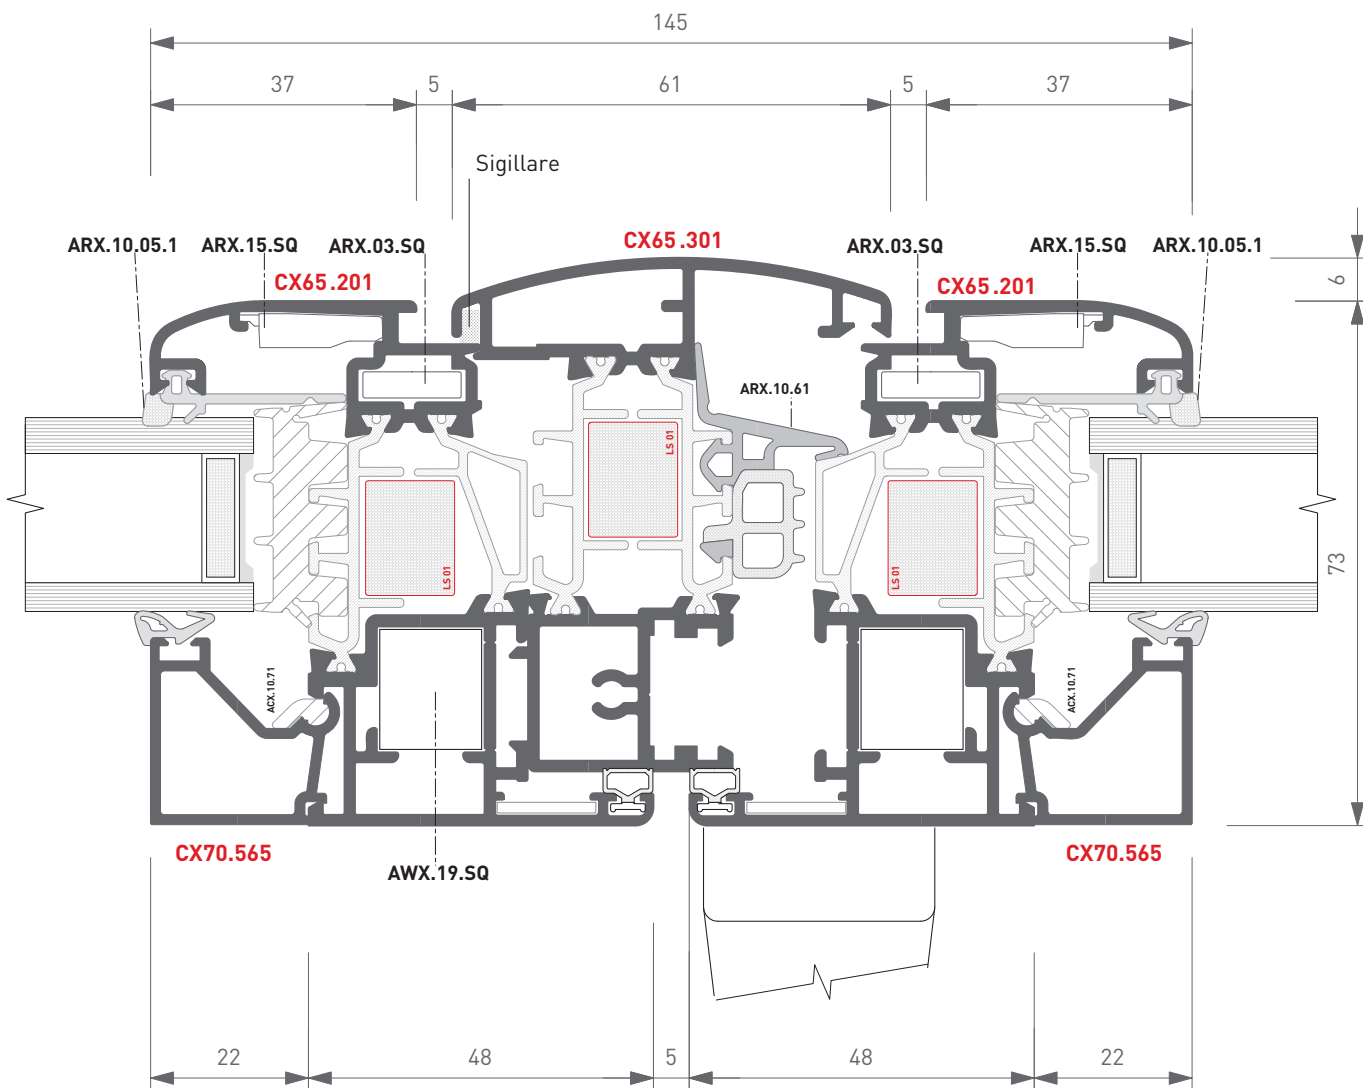 145
37 5 61 5 37
Sigillare
ARX.10.05.1 ARX.15.SQ ARX.03.SQ CX65.301 ARX.03.SQ ARX.15.SQ ARX.10.05.1
CX65.201 CX65.201
6
ARX.10.61
LS 01
LS 01 LS 01
73
ACX.10.71 ACX.10.71
CX70.565 CX70.565
AWX.19.SQ
22 48 5 48 22